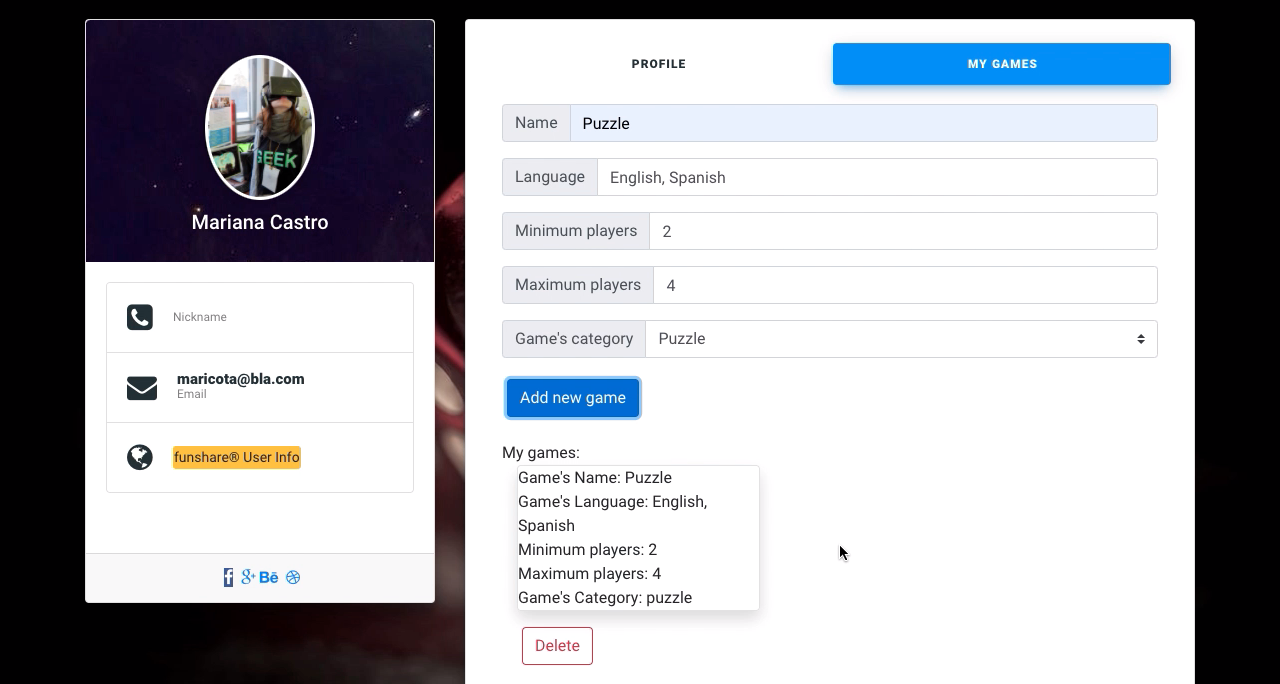 GEEK
Mariana Castro
Nickname
maricota@bla.com
Email
funshare® User Info
f g+ Bē
PROFILE
MY GAMES
Name Puzzle
Language English, Spanish
Minimum players 2
Maximum players 4
Game's category Puzzle
Add new game
My games:
Game's Name: Puzzle
Game's Language: English,
Spanish
Minimum players: 2
Maximum players: 4
Game's Category: puzzle
Delete